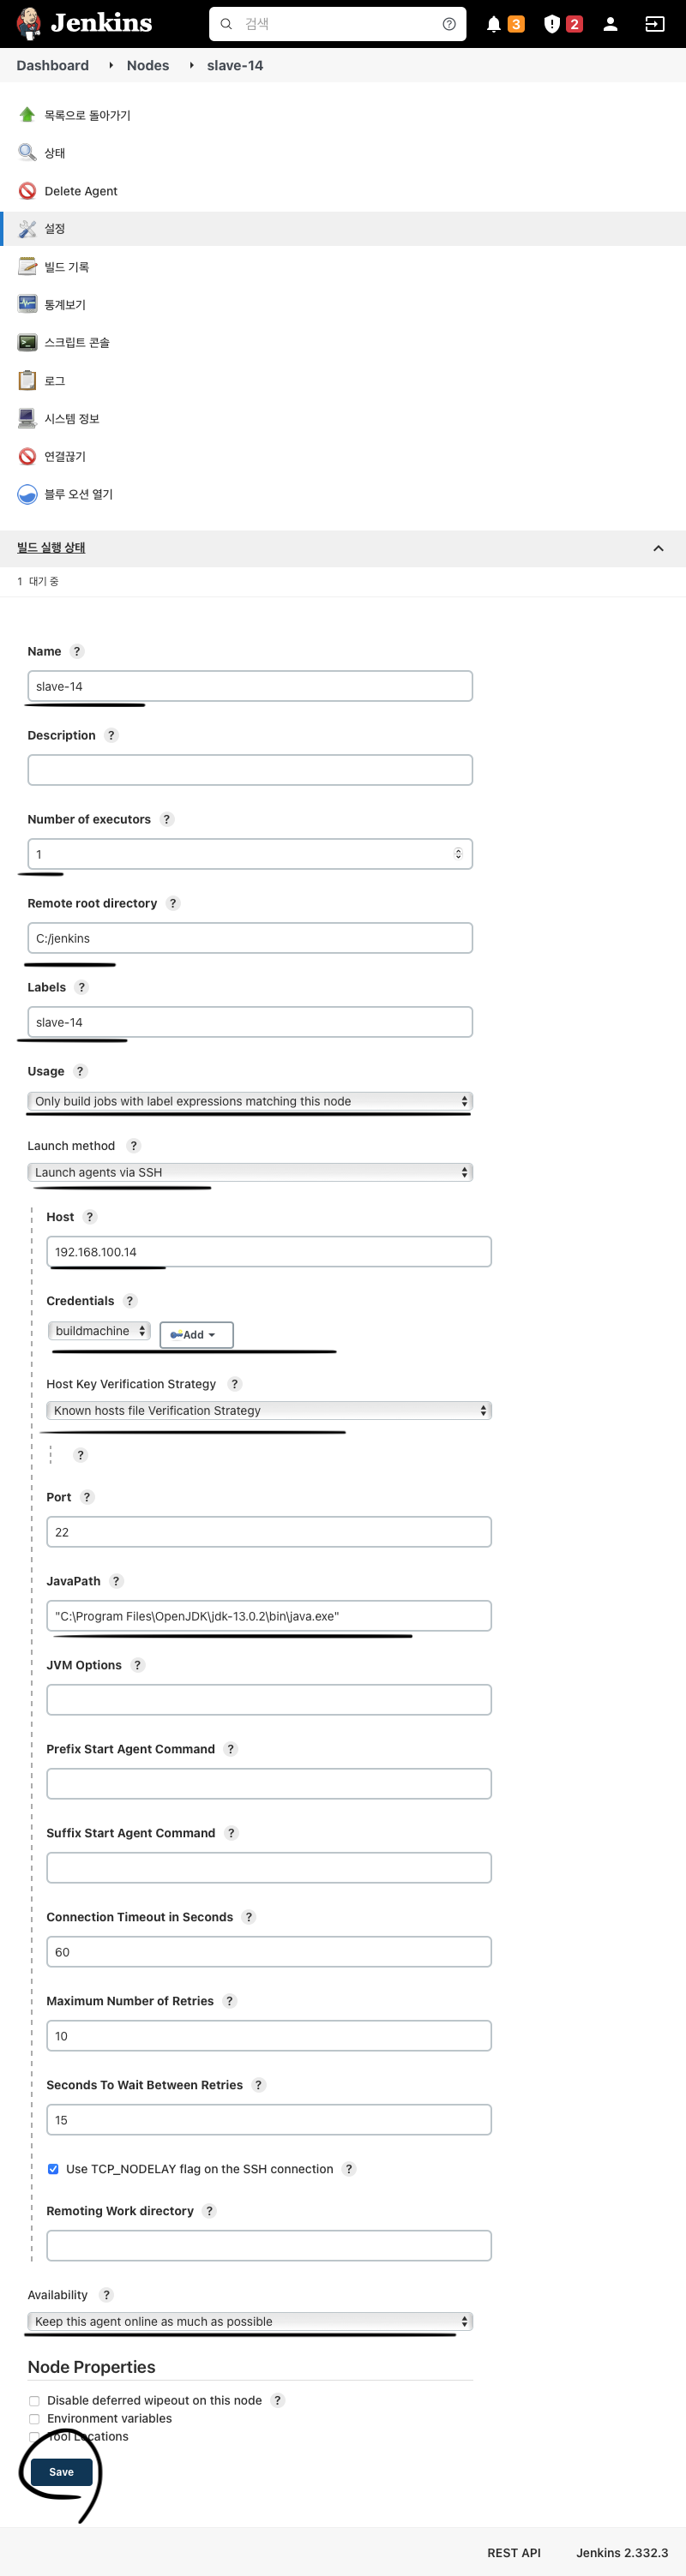 Jenkins
검색
3
2
Dashboard
Nodes
slave-14
목록으로 돌아가기
상태
Delete Agent
설정
빌드 기록
통계보기
스크립트 콘솔
로그
시스템 정보
연결끊기
블루 오션 열기
빌드 실행 상태
1 대기 중
Name ?
slave-14
Description ?
Number of executors ?
1
Remote root directory ?
C:/jenkins
Labels ?
slave-14
Usage ?
Only build jobs with label expressions matching this node
Launch method ?
Launch agents via SSH
Host ?
192.168.100.14
Credentials ?
buildmachine
Add
Host Key Verification Strategy ?
Known hosts file Verification Strategy
?
Port ?
22
JavaPath ?
"C:\Program Files\OpenJDK\jdk-13.0.2\bin\java.exe"
JVM Options ?
Prefix Start Agent Command ?
Suffix Start Agent Command ?
Connection Timeout in Seconds ?
60
Maximum Number of Retries ?
10
Seconds To Wait Between Retries ?
15
Use TCP_NODELAY flag on the SSH connection ?
Remoting Work directory ?
Availability ?
Keep this agent online as much as possible
Node Properties
Disable deferred wipeout on this node ?
Environment variables
Tool Locations
Save
REST API
Jenkins 2.332.3